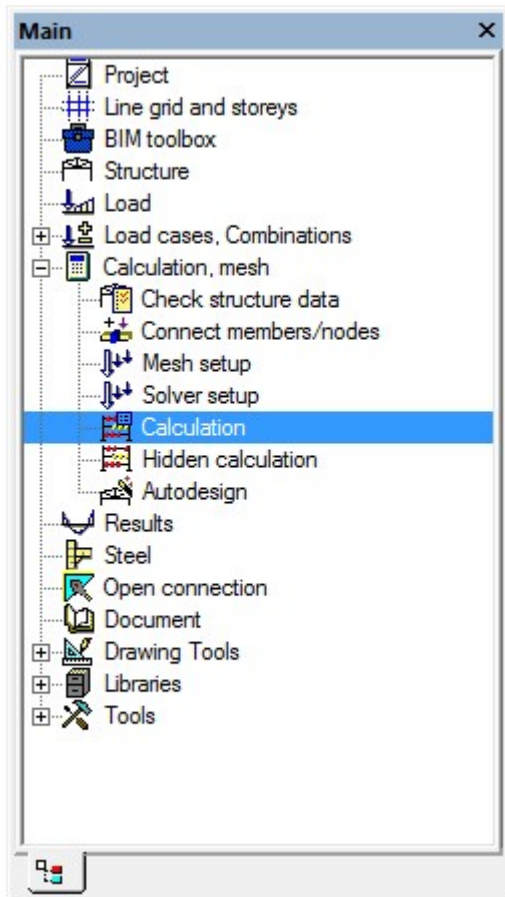 Main
Project
Line grid and storeys
BIM toolbox
Structure
Load
Load cases, Combinations
Calculation, mesh
Check structure data
Connect members/nodes
Mesh setup
Solver setup
Calculation
Hidden calculation
Autodesign
Results
Steel
Open connection
Document
Drawing Tools
Libraries
Tools